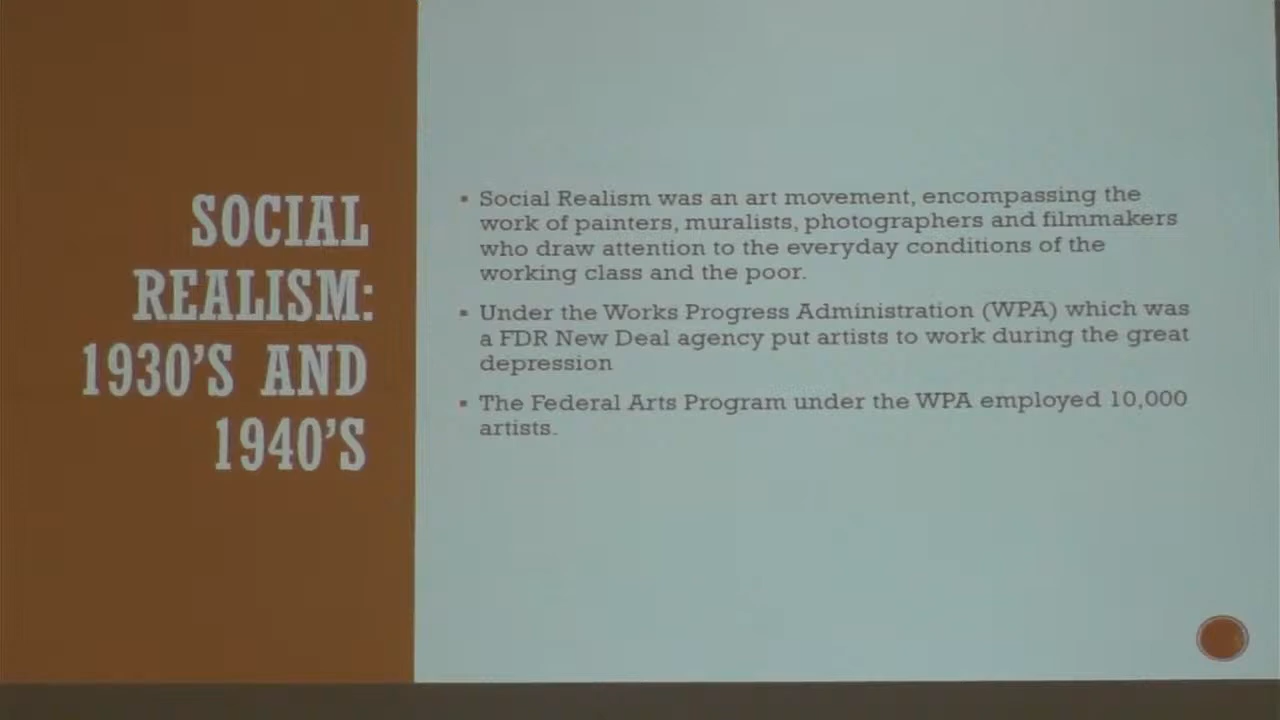 SOCIAL
REALISM:
1930'S AND
1940'S
▪ Social Realism was an art movement, encompassing the
work of painters, muralists, photographers and filmmakers
who draw attention to the everyday conditions of the
working class and the poor.
▪ Under the Works Progress Administration (WPA) which was
a FDR New Deal agency put artists to work during the great
depression
▪ The Federal Arts Program under the WPA employed 10,000
artists.